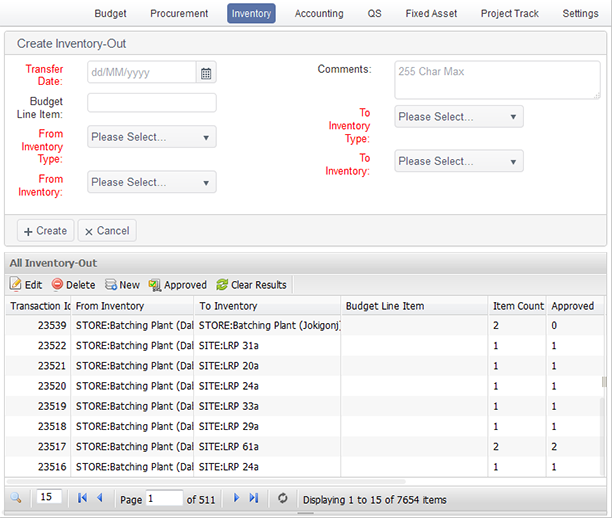 Budget Procurement Inventory Accounting QS Fixed Asset Project Track Settings
Create Inventory-Out
Transfer Date: dd/MM/yyyy
Budget Line Item:
From Inventory Type: Please Select...
From Inventory: Please Select...
Comments: 255 Char Max
To Inventory Type: Please Select...
To Inventory: Please Select...
Create Cancel
All Inventory-Out
Edit Delete New Approved Clear Results
Transaction Id From Inventory To Inventory Budget Line Item Item Count Approved
23539 STORE:Batching Plant (Dal STORE:Batching Plant (Jokigonj) 2 0
23522 STORE:Batching Plant (Dal SITE:LRP 31a 1 1
23521 STORE:Batching Plant (Dal SITE:LRP 20a 1 1
23520 STORE:Batching Plant (Dal SITE:LRP 24a 1 1
23519 STORE:Batching Plant (Dal SITE:LRP 33a 1 1
23518 STORE:Batching Plant (Dal SITE:LRP 29a 1 1
23517 STORE:Batching Plant (Dal SITE:LRP 61a 2 2
23516 STORE:Batching Plant (Dal SITE:LRP 24a 1 1
15 Page 1 of 511 Displaying 1 to 15 of 7654 items